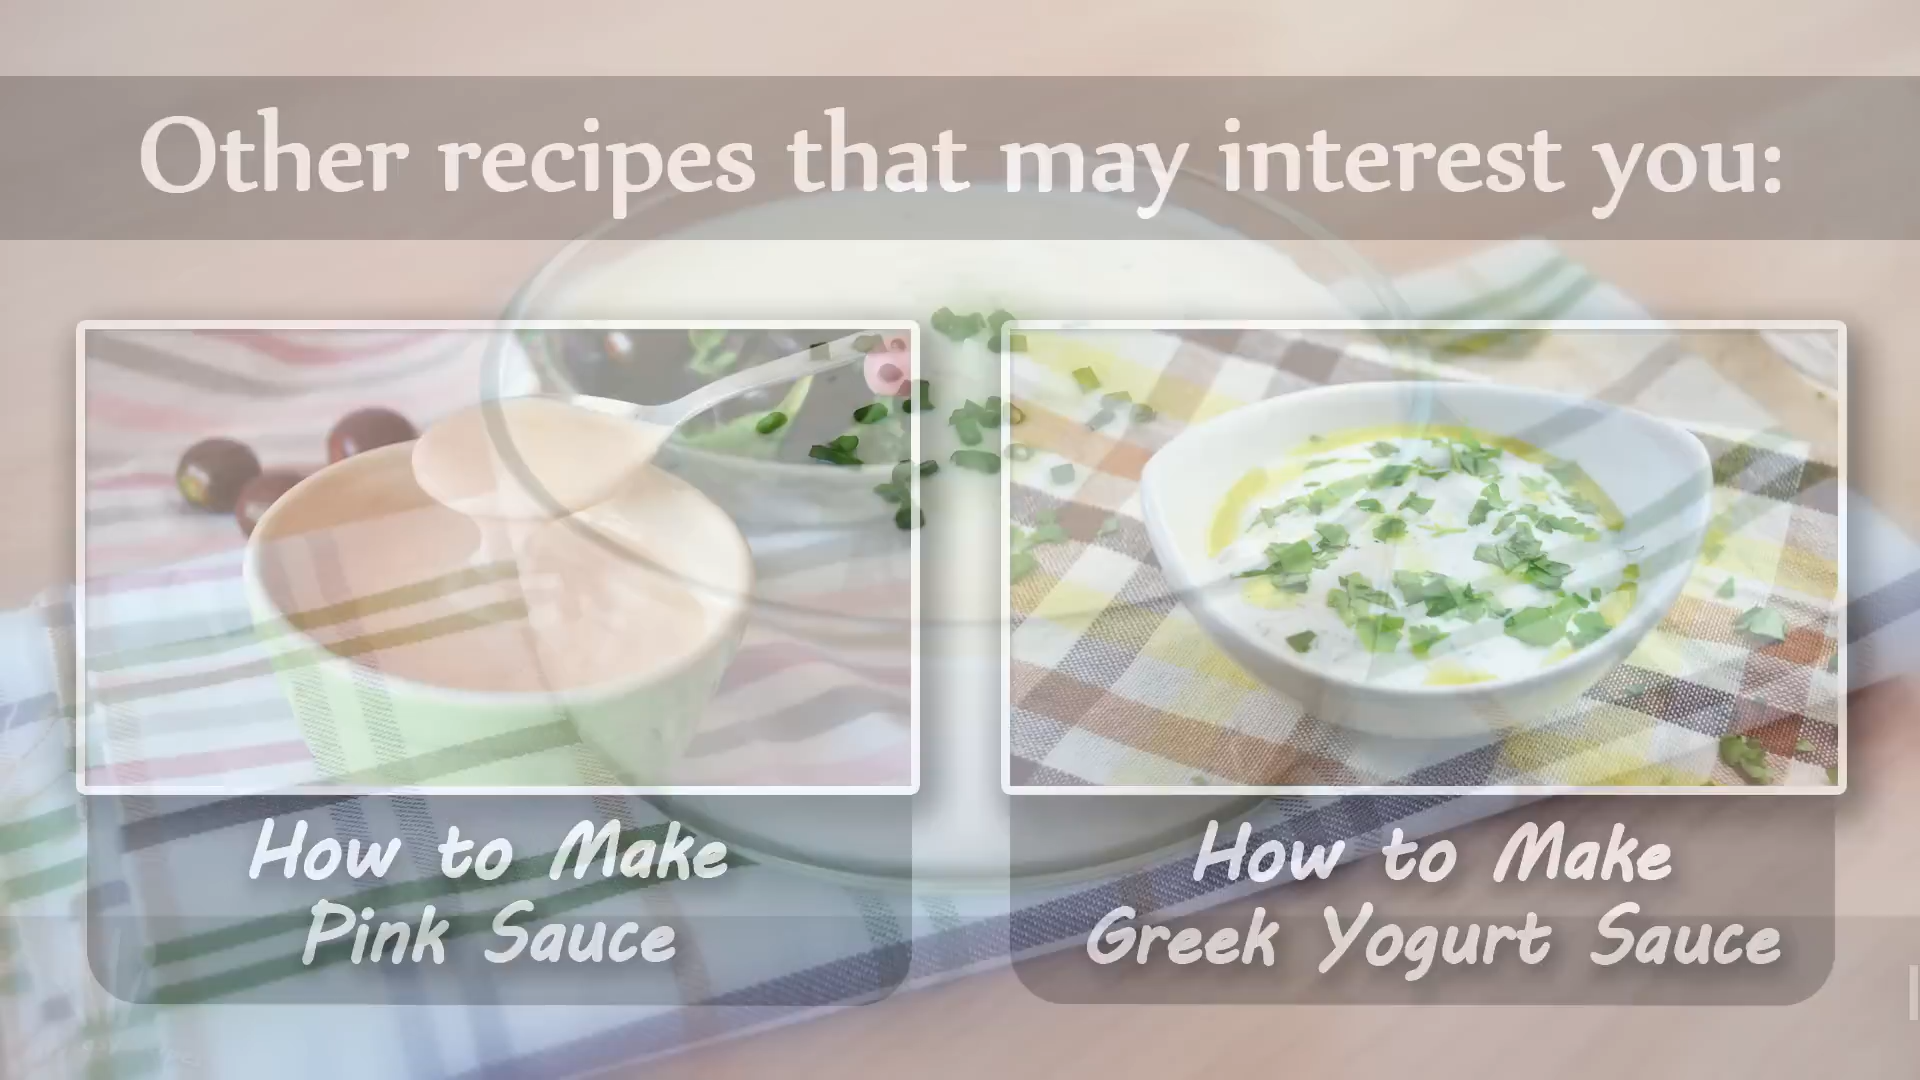 Other recipes that may interest you:
How to Make
Pink Sauce
How to Make
Greek Yogurt Sauce